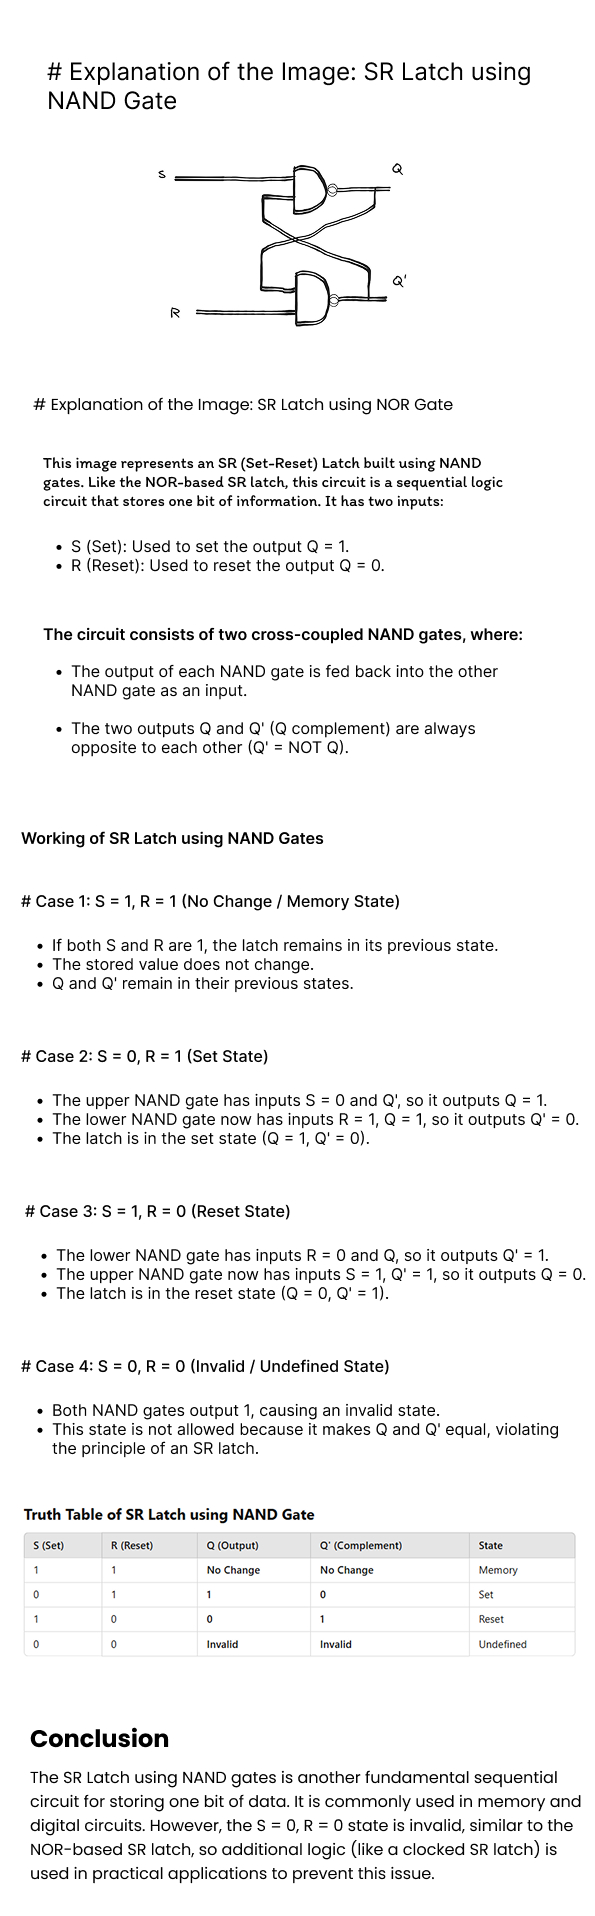 # Explanation of the Image: SR Latch using
NAND Gate
S
Q
Q'
R
# Explanation of the Image: SR Latch using NOR Gate
This image represents an SR (Set-Reset) Latch built using NAND
gates. Like the NOR-based SR latch, this circuit is a sequential logic
circuit that stores one bit of information. It has two inputs:
• S (Set): Used to set the output Q = 1.
• R (Reset): Used to reset the output Q = 0.
The circuit consists of two cross-coupled NAND gates, where:
• The output of each NAND gate is fed back into the other
NAND gate as an input.
• The two outputs Q and Q' (Q complement) are always
opposite to each other (Q' = NOT Q).
Working of SR Latch using NAND Gates
# Case 1: S = 1, R = 1 (No Change / Memory State)
• If both S and R are 1, the latch remains in its previous state.
• The stored value does not change.
• Q and Q' remain in their previous states.
# Case 2: S = 0, R = 1 (Set State)
• The upper NAND gate has inputs S = 0 and Q', so it outputs Q = 1.
• The lower NAND gate now has inputs R = 1, Q = 1, so it outputs Q' = 0.
• The latch is in the set state (Q = 1, Q' = 0).
# Case 3: S = 1, R = 0 (Reset State)
• The lower NAND gate has inputs R = 0 and Q, so it outputs Q' = 1.
• The upper NAND gate now has inputs S = 1, Q' = 1, so it outputs Q = 0.
• The latch is in the reset state (Q = 0, Q' = 1).
# Case 4: S = 0, R = 0 (Invalid / Undefined State)
• Both NAND gates output 1, causing an invalid state.
• This state is not allowed because it makes Q and Q' equal, violating
the principle of an SR latch.
Truth Table of SR Latch using NAND Gate
S (Set) R (Reset) Q (Output) Q' (Complement) State
1 1 No Change No Change Memory
0 1 1 0 Set
1 0 0 1 Reset
0 0 Invalid Invalid Undefined
Conclusion
The SR Latch using NAND gates is another fundamental sequential
circuit for storing one bit of data. It is commonly used in memory and
digital circuits. However, the S = 0, R = 0 state is invalid, similar to the
NOR-based SR latch, so additional logic (like a clocked SR latch) is
used in practical applications to prevent this issue.